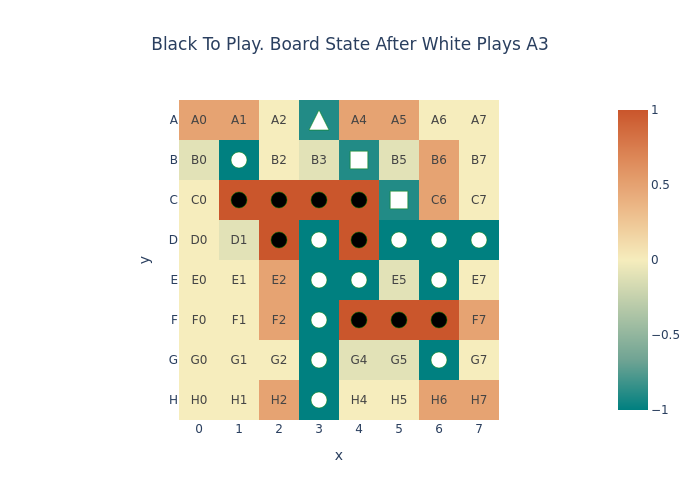 Black To Play. Board State After White Plays A3
A A0 A1 A2 A4 A5 A6 A7
B B0 B2 B3 B5 B6 B7
C C0 C6 C7
D D0 D1
E E0 E1 E2 E5 E7
F F0 F1 F2 F7
G G0 G1 G2 G4 G5 G7
H H0 H1 H2 H4 H5 H6 H7
0 1 2 3 4 5 6 7
x
y
1
0.5
0
−0.5
−1